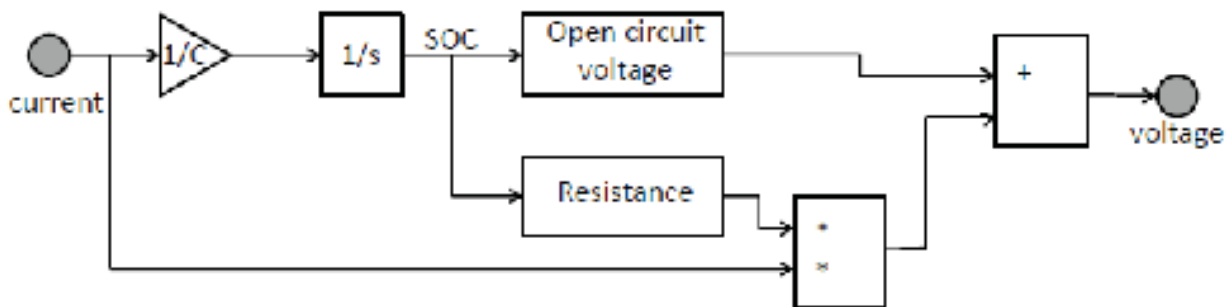 current
1/C
1/s
SOC
Open circuit
voltage
+
voltage
Resistance
*
*